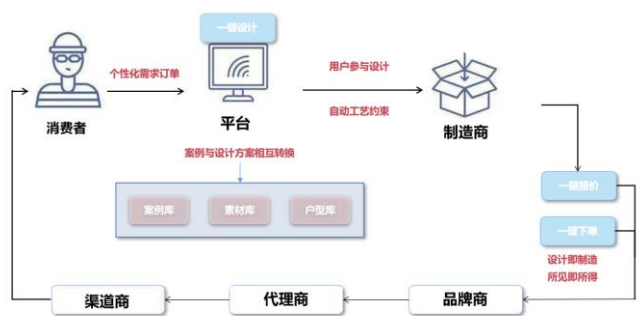 一键设计
个性化需求订单
用户参与设计
自动工艺约束
消费者
平台
制造商
案例与设计方案相互转换
案例库
素材库
户型库
一键报价
一键下单
设计即制造
所见即所得
渠道商
代理商
品牌商